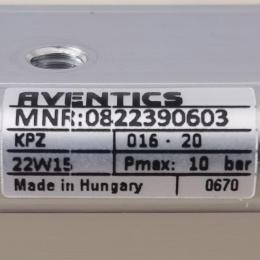 AVENTICS
MNR:0822390603
KPZ 016 - 20
22W15 Pmax: 10 bar
Made in Hungary 0670